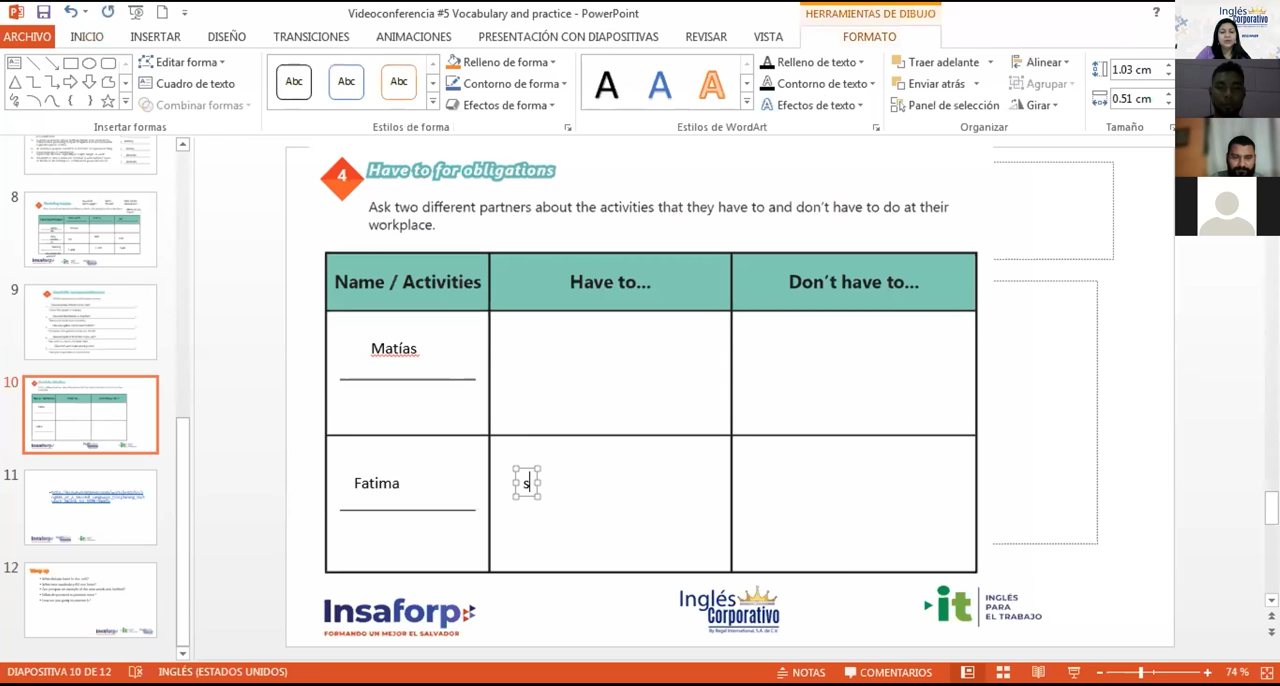 Videoconferencia #5 Vocabulary and practice - PowerPoint
HERRAMIENTAS DE DIBUJO
?
ARCHIVO INICIO INSERTAR DISEÑO TRANSICIONES ANIMACIONES PRESENTACIÓN CON DIAPOSITIVAS REVISAR VISTA FORMATO
Editar forma
Cuadro de texto
Combinar formas
Insertar formas
Abc Abc Abc
Relleno de forma
Contorno de forma
Efectos de forma
Estilos de forma
A A A
Relleno de texto
Contorno de texto
Efectos de texto
Estilos de WordArt
Traer adelante
Enviar atrás
Panel de selección
Alinear
Agrupar
Girar
Organizar
1.03 cm
0.51 cm
Tamaño
Inglés
Corporativo
8
9
10
11
12
4
Have to for obligations
Ask two different partners about the activities that they have to and don't have to do at their
workplace.
Name / Activities Have to... Don't have to...
Matías
Fatima s
Insaforp
FORMANDO UN MEJOR EL SALVADOR
Inglés
Corporativo
By Regal International, S.A. de C.V.
it INGLÉS
PARA
EL TRABAJO
DIAPOSITIVA 10 DE 12 INGLÉS (ESTADOS UNIDOS) NOTAS COMENTARIOS 74 %